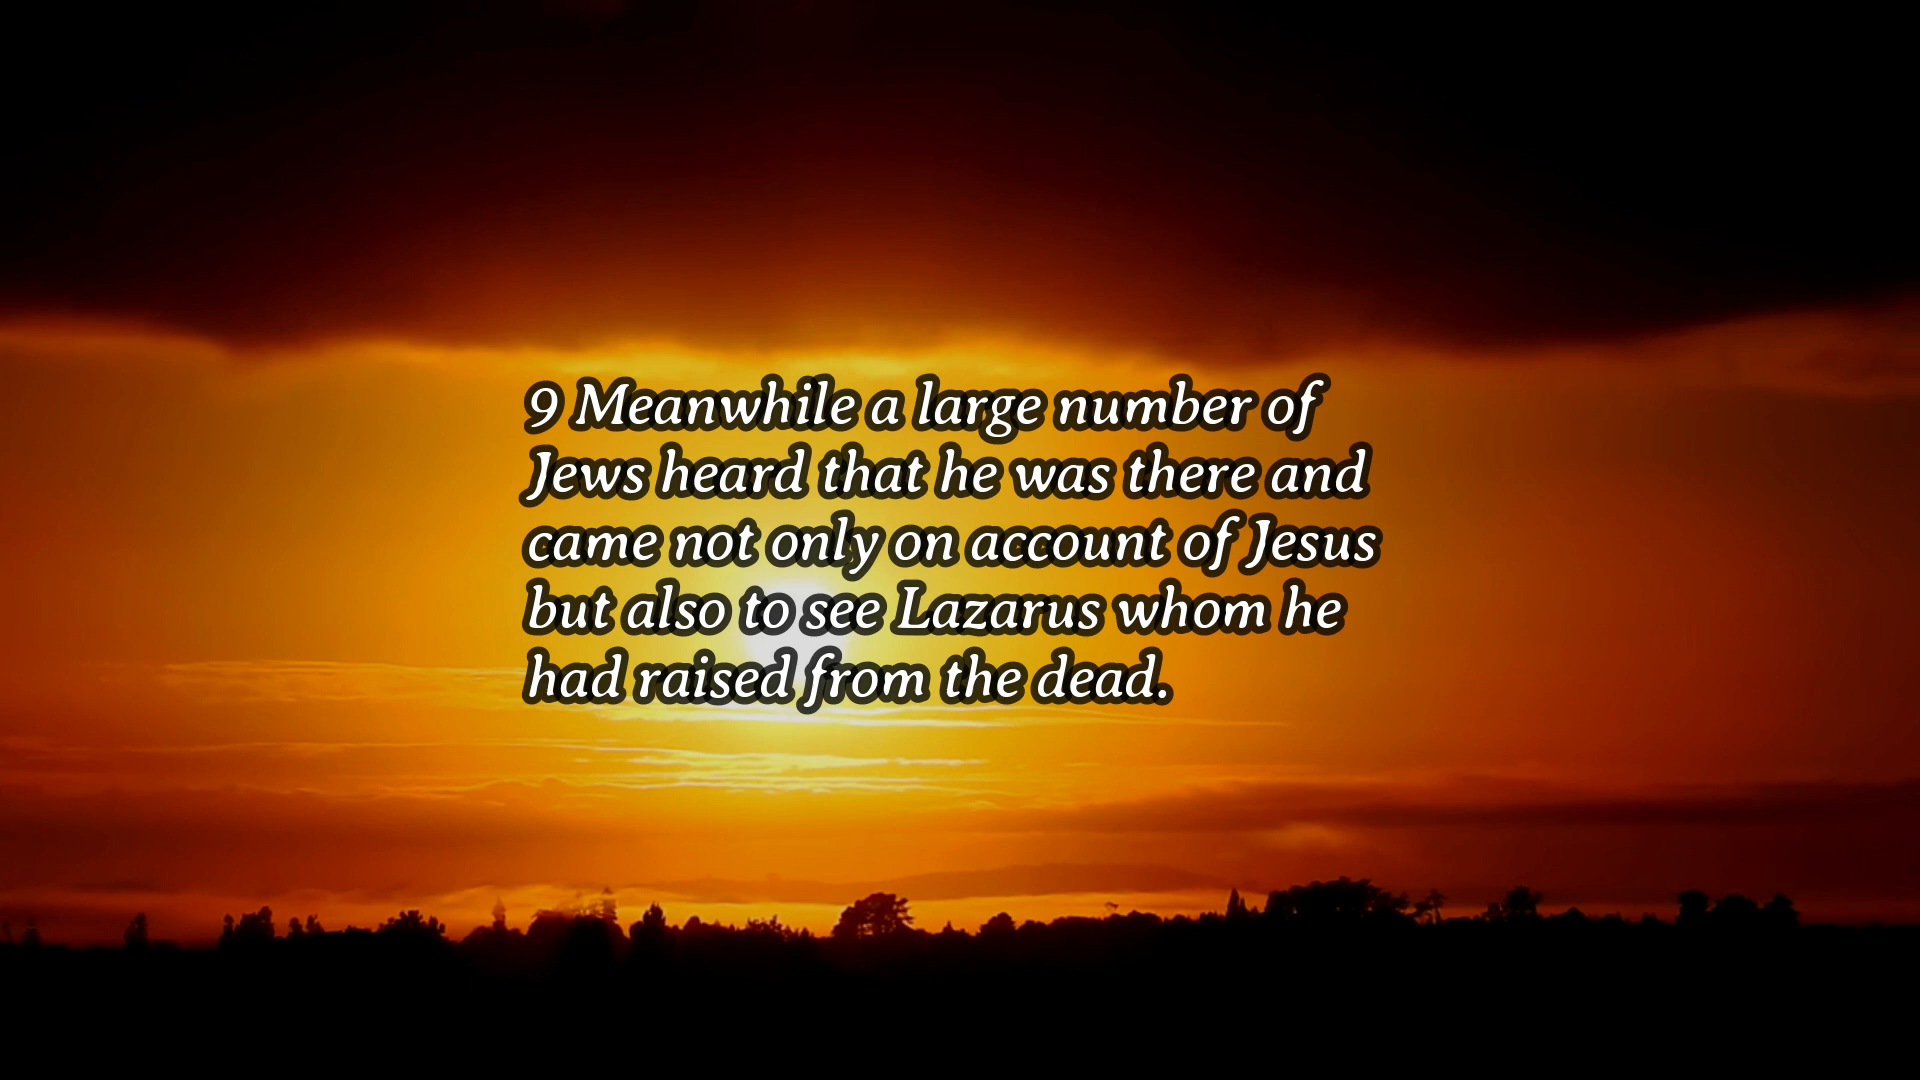 9 Meanwhile a large number of
Jews heard that he was there and
came not only on account of Jesus
but also to see Lazarus whom he
had raised from the dead.